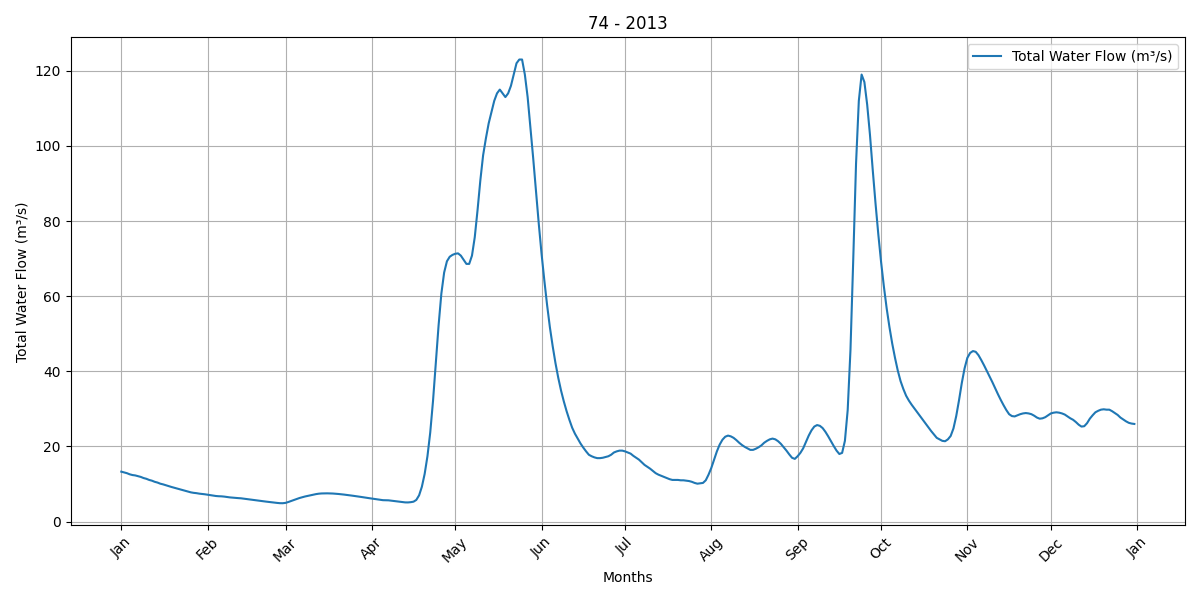 74 - 2013
Total Water Flow (m³/s)
Total Water Flow (m³/s)
120
100
80
60
40
20
0
Jan Feb Mar Apr May Jun Jul Aug Sep Oct Nov Dec Jan
Months